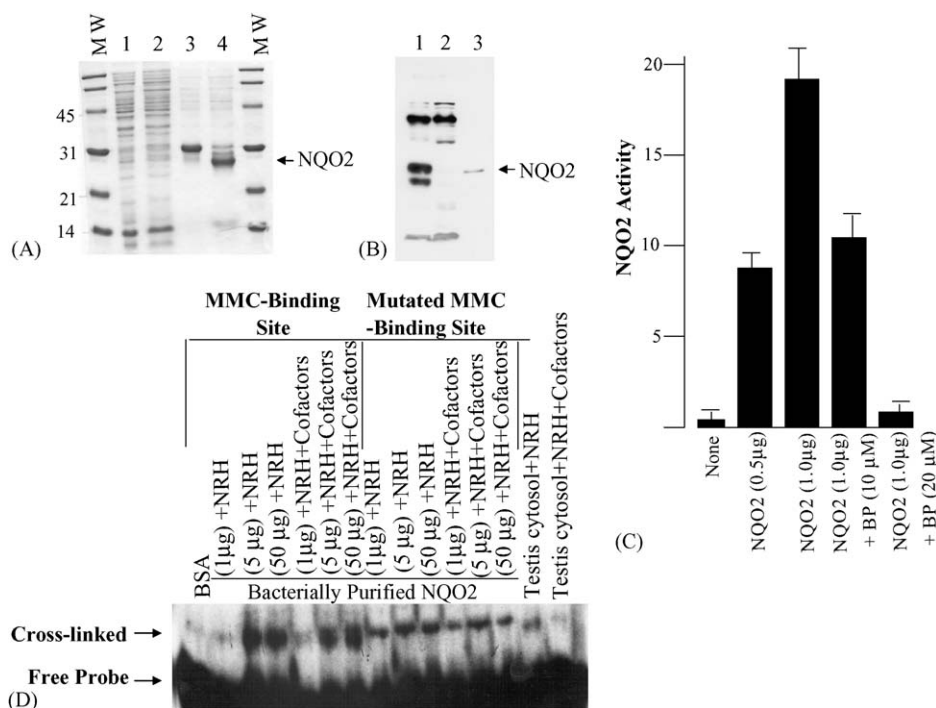 MW 1 2 3 4 MW
45
31
21
14
NQO2
(A)
1 2 3
NQO2
(B)
20
15
10
5
NQO2 Activity
None
NQO2 (0.5µg)
NQO2 (1.0µg)
NQO2 (1.0µg)
+ BP (10 µM)
NQO2 (1.0µg)
+ BP (20 µM)
(C)
MMC-Binding
Site
Mutated MMC
-Binding Site
BSA
(1µg) +NRH
(5 µg) +NRH
(50 µg) +NRH
(1µg) +NRH+Cofactors
(5 µg) +NRH+Cofactors
(50 µg) +NRH+Cofactors
(1µg) +NRH
(5 µg) +NRH
(50 µg) +NRH
(1µg) +NRH+Cofactors
(5 µg) +NRH+Cofactors
(50 µg) +NRH+Cofactors
Testis cytosol+NRH
Testis cytosol+NRH+Cofactors
Bacterially Purified NQO2
Cross-linked
Free Probe
(D)